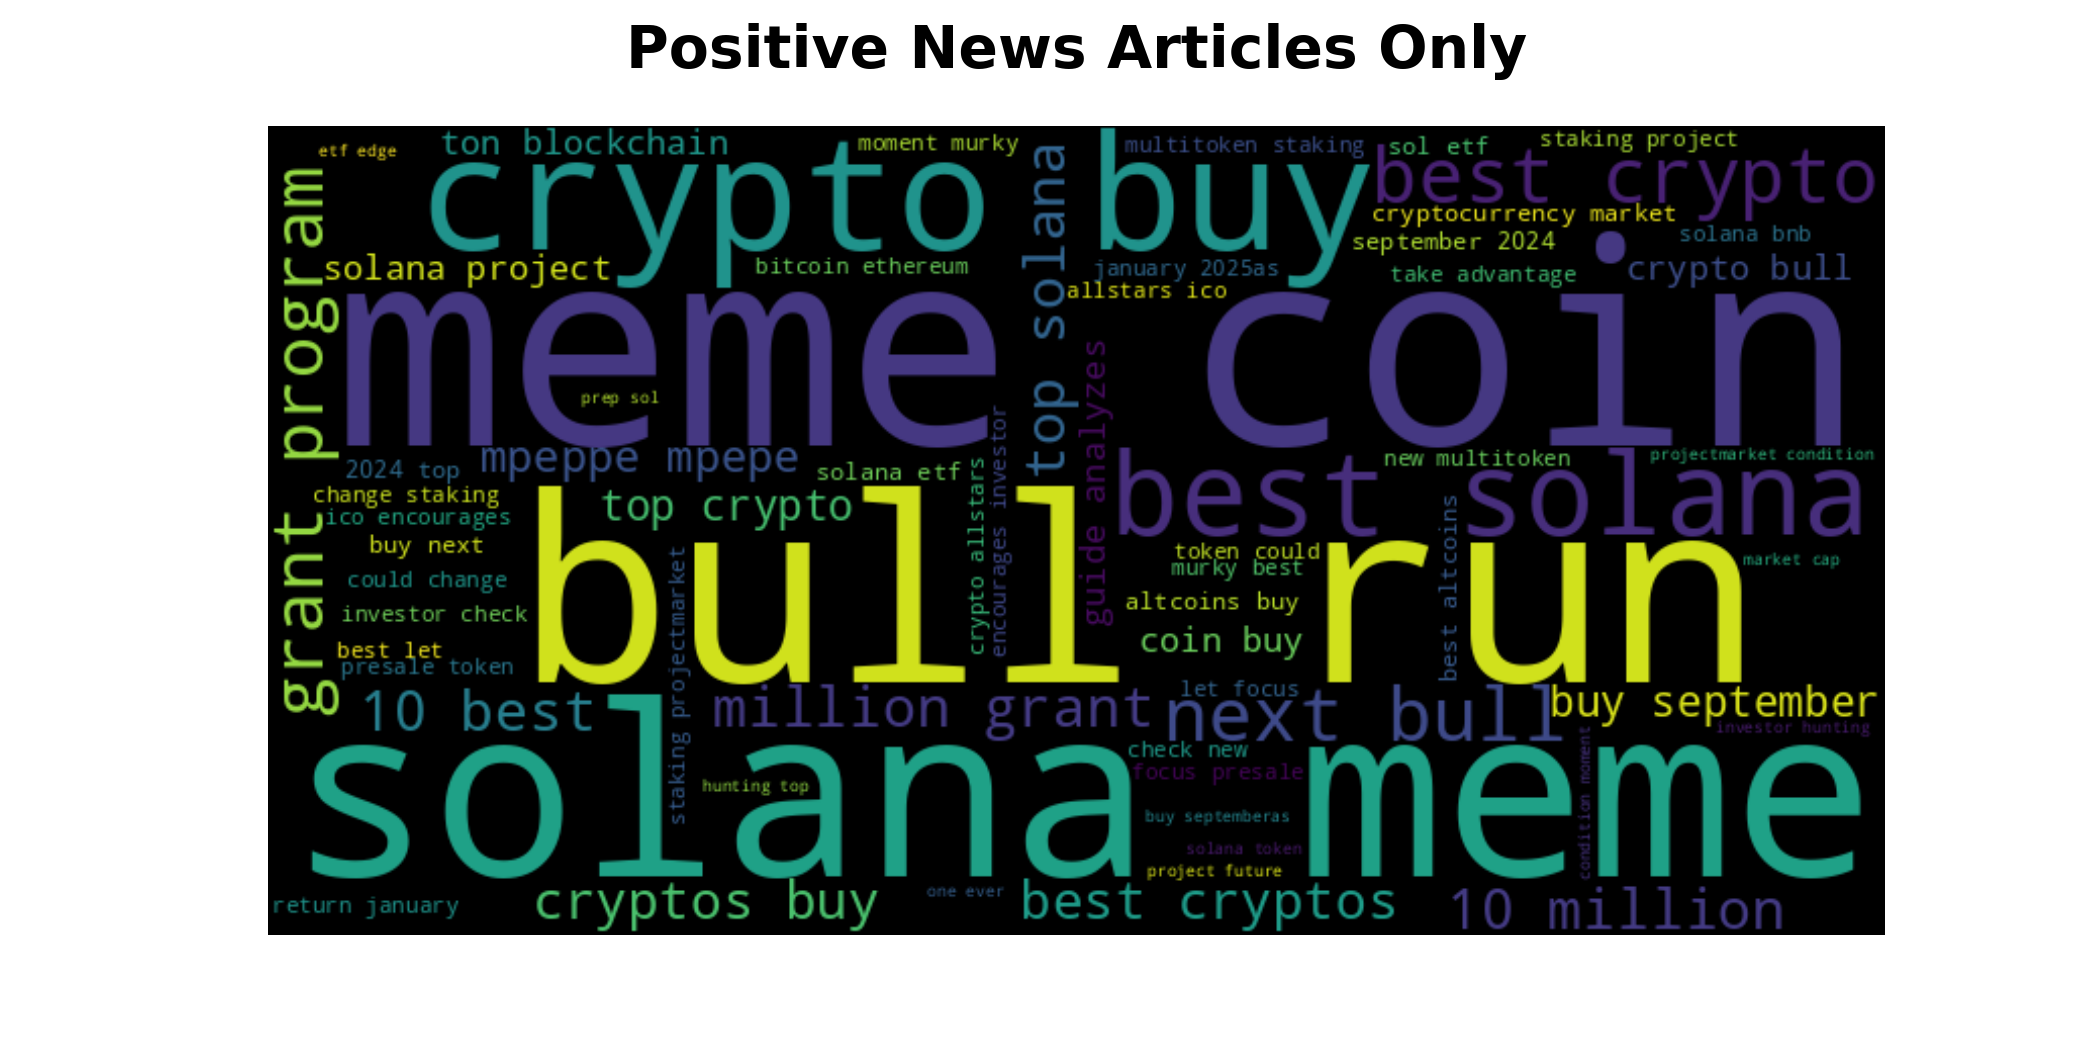 Positive News Articles Only
etf edge
ton blockchain
moment murky
multitoken staking
sol etf
staking project
crypto buy
best crypto
cryptocurrency market
september 2024
solana bnb
solana project
bitcoin ethereum
january 2025as
take advantage
crypto bull
allstars ico
grant program
top solana
meme coin
prep sol
guide analyzes
encourages investor
2024 top
mpeppe mpepe
solana etf
new multitoken
projectmarket condition
change staking
top crypto
best solana
ico encourages
crypto allstars
buy next
bull run
token could
murky best
best altcoins
market cap
could change
investor check
altcoins buy
coin buy
best let
presale token
staking projectmarket
10 best
million grant
let focus
next bull
buy september
investor hunting
solana meme
check new
focus presale
hunting top
condition moment
buy septemberas
solana token
project future
return january
cryptos buy
one ever
best cryptos
10 million